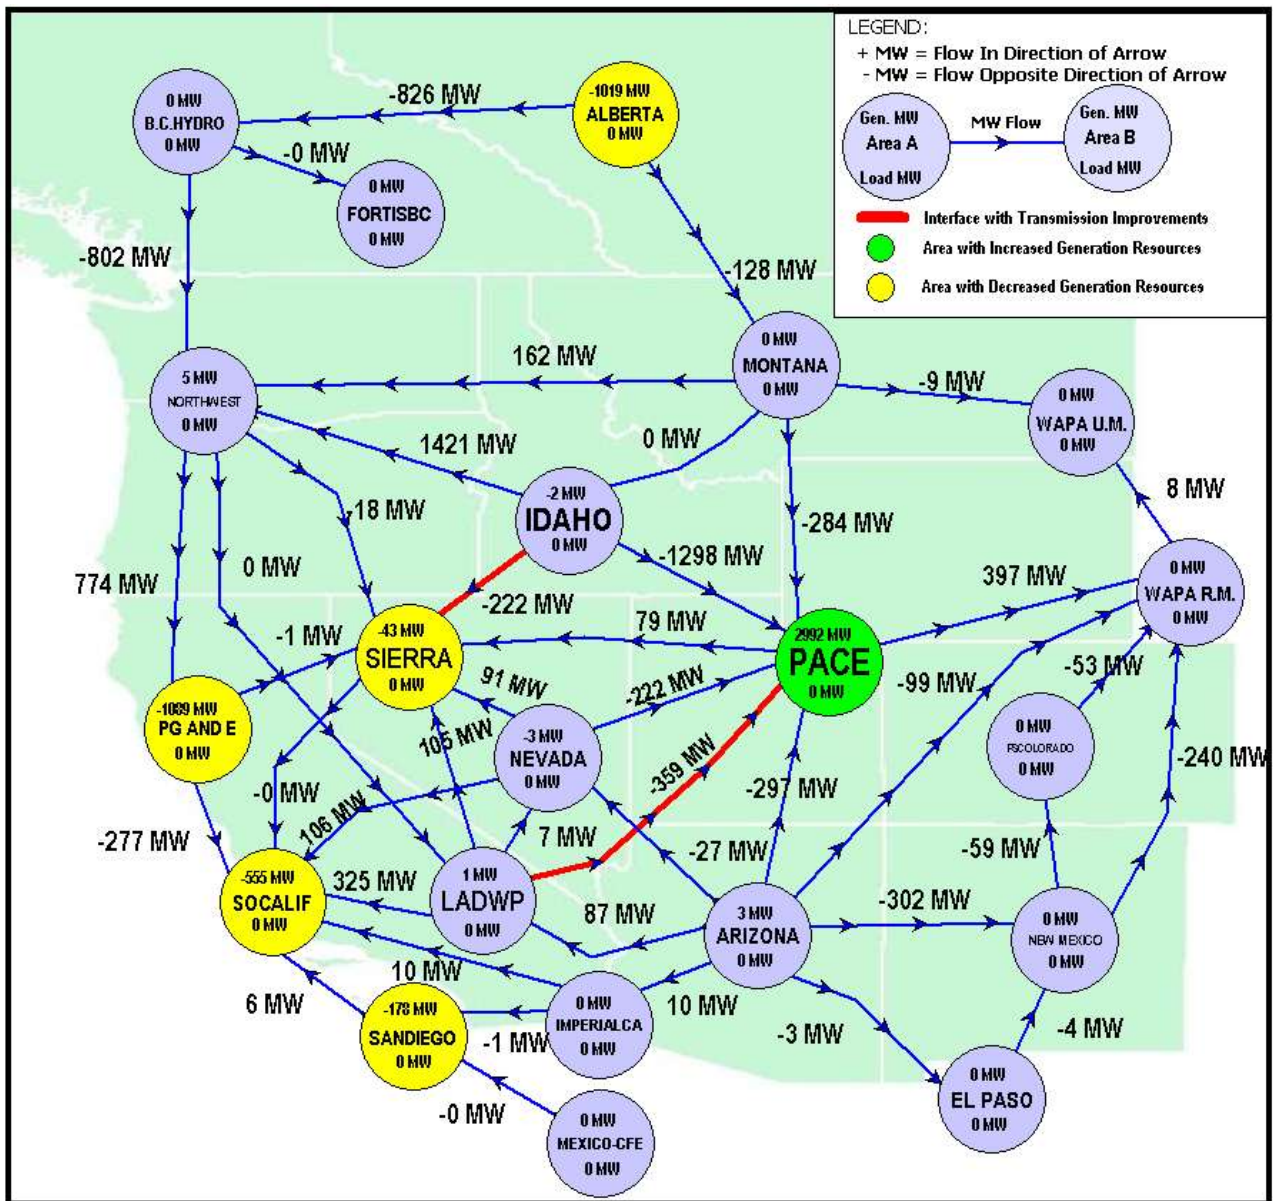 LEGEND:
+ MW = Flow In Direction of Arrow
- MW = Flow Opposite Direction of Arrow
Gen. MW
Area A
Load MW
MW Flow
Gen. MW
Area B
Load MW
Interface with Transmission Improvements
Area with Increased Generation Resources
Area with Decreased Generation Resources
0 MW
B.C.HYDRO
0 MW
-826 MW
-1019 MW
ALBERTA
0 MW
-0 MW
0 MW
FORTISBC
0 MW
-802 MW
-128 MW
0 MW
MONTANA
0 MW
162 MW
5 MW
NORTHWEST
0 MW
-9 MW
0 MW
WAPA U.M.
0 MW
1421 MW
0 MW
-2 MW
IDAHO
0 MW
-18 MW
-284 MW
8 MW
0 MW
-1298 MW
774 MW
-222 MW
397 MW
0 MW
WAPA R.M.
0 MW
-1 MW
79 MW
-43 MW
SIERRA
0 MW
2992 MW
PACE
0 MW
91 MW
-222 MW
-99 MW
-53 MW
-1089 MW
PG AND E
0 MW
105 MW
-3 MW
NEVADA
0 MW
-359 MW
0 MW
PSCOLORADO
0 MW
-240 MW
-0 MW
106 MW
-297 MW
-277 MW
7 MW
-27 MW
-59 MW
-555 MW
SOCALIF
0 MW
325 MW
1 MW
LADWP
0 MW
87 MW
3 MW
ARIZONA
0 MW
-302 MW
0 MW
NEW MEXICO
0 MW
10 MW
6 MW
-178 MW
SANDIEGO
0 MW
-1 MW
0 MW
IMPERIALCA
0 MW
10 MW
-3 MW
-4 MW
0 MW
EL PASO
0 MW
-0 MW
0 MW
MEXICO-CFE
0 MW